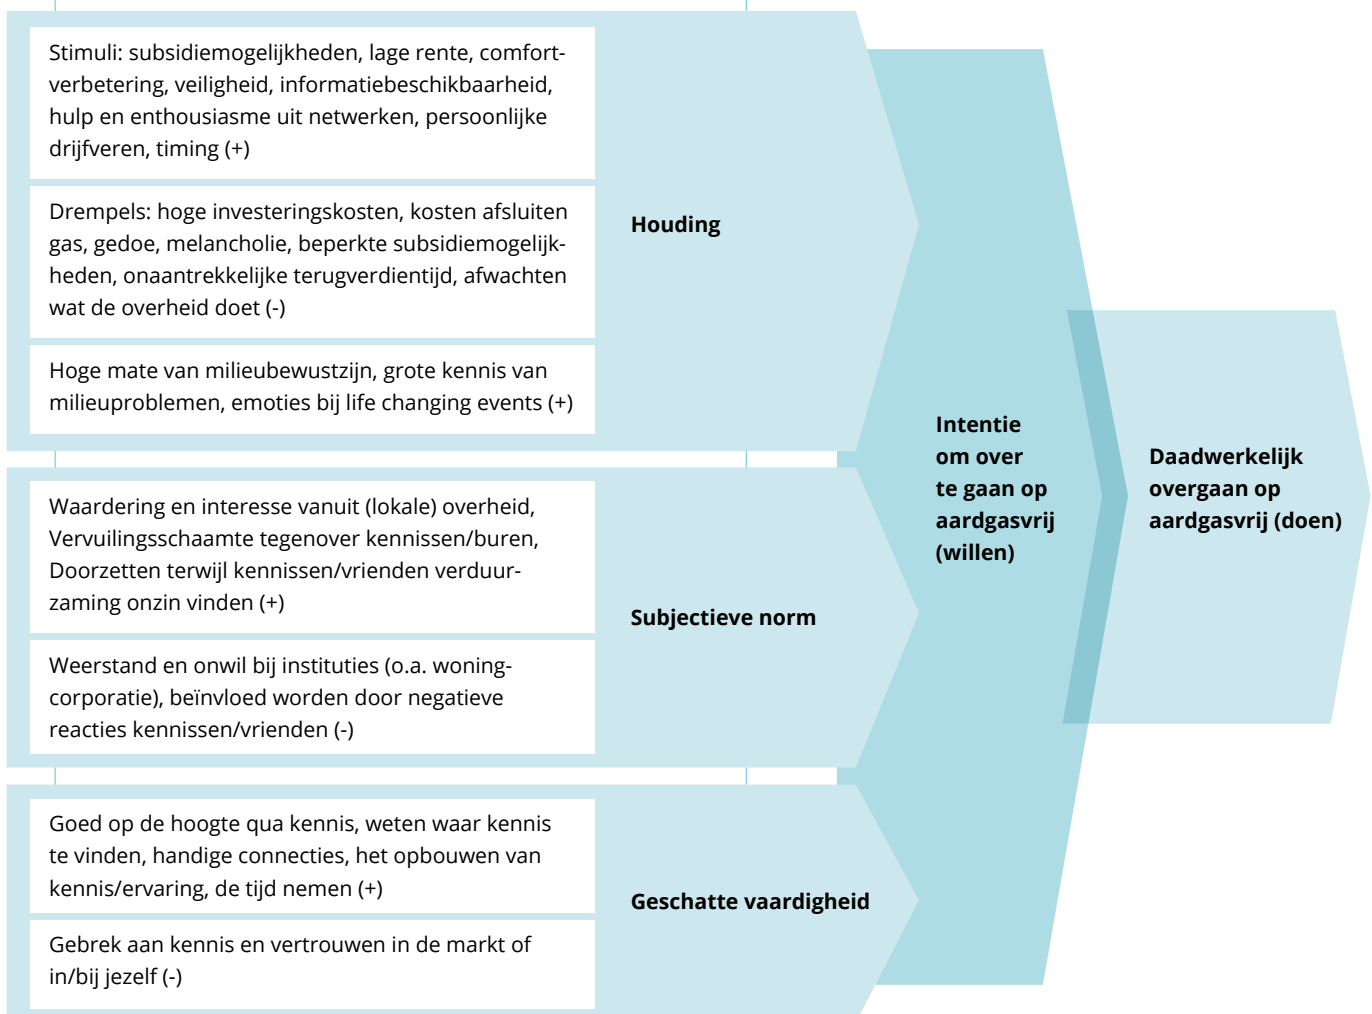 Stimuli: subsidiemogelijkheden, lage rente, comfort-
verbetering, veiligheid, informatiebeschikbaarheid,
hulp en enthousiasme uit netwerken, persoonlijke
drijfveren, timing (+)
Drempels: hoge investeringskosten, kosten afsluiten
gas, gedoe, melancholie, beperkte subsidiemogelijk-
heden, onaantrekkelijke terugverdientijd, afwachten
wat de overheid doet (-)
Hoge mate van milieubewustzijn, grote kennis van
milieuproblemen, emoties bij life changing events (+)
Houding
Waardering en interesse vanuit (lokale) overheid,
Vervuilingsschaamte tegenover kennissen/buren,
Doorzetten terwijl kennissen/vrienden verduur-
zaming onzin vinden (+)
Weerstand en onwil bij instituties (o.a. woning-
corporatie), beïnvloed worden door negatieve
reacties kennissen/vrienden (-)
Subjectieve norm
Goed op de hoogte qua kennis, weten waar kennis
te vinden, handige connecties, het opbouwen van
kennis/ervaring, de tijd nemen (+)
Gebrek aan kennis en vertrouwen in de markt of
in/bij jezelf (-)
Geschatte vaardigheid
Intentie
om over
te gaan op
aardgasvrij
(willen)
Daadwerkelijk
overgaan op
aardgasvrij (doen)